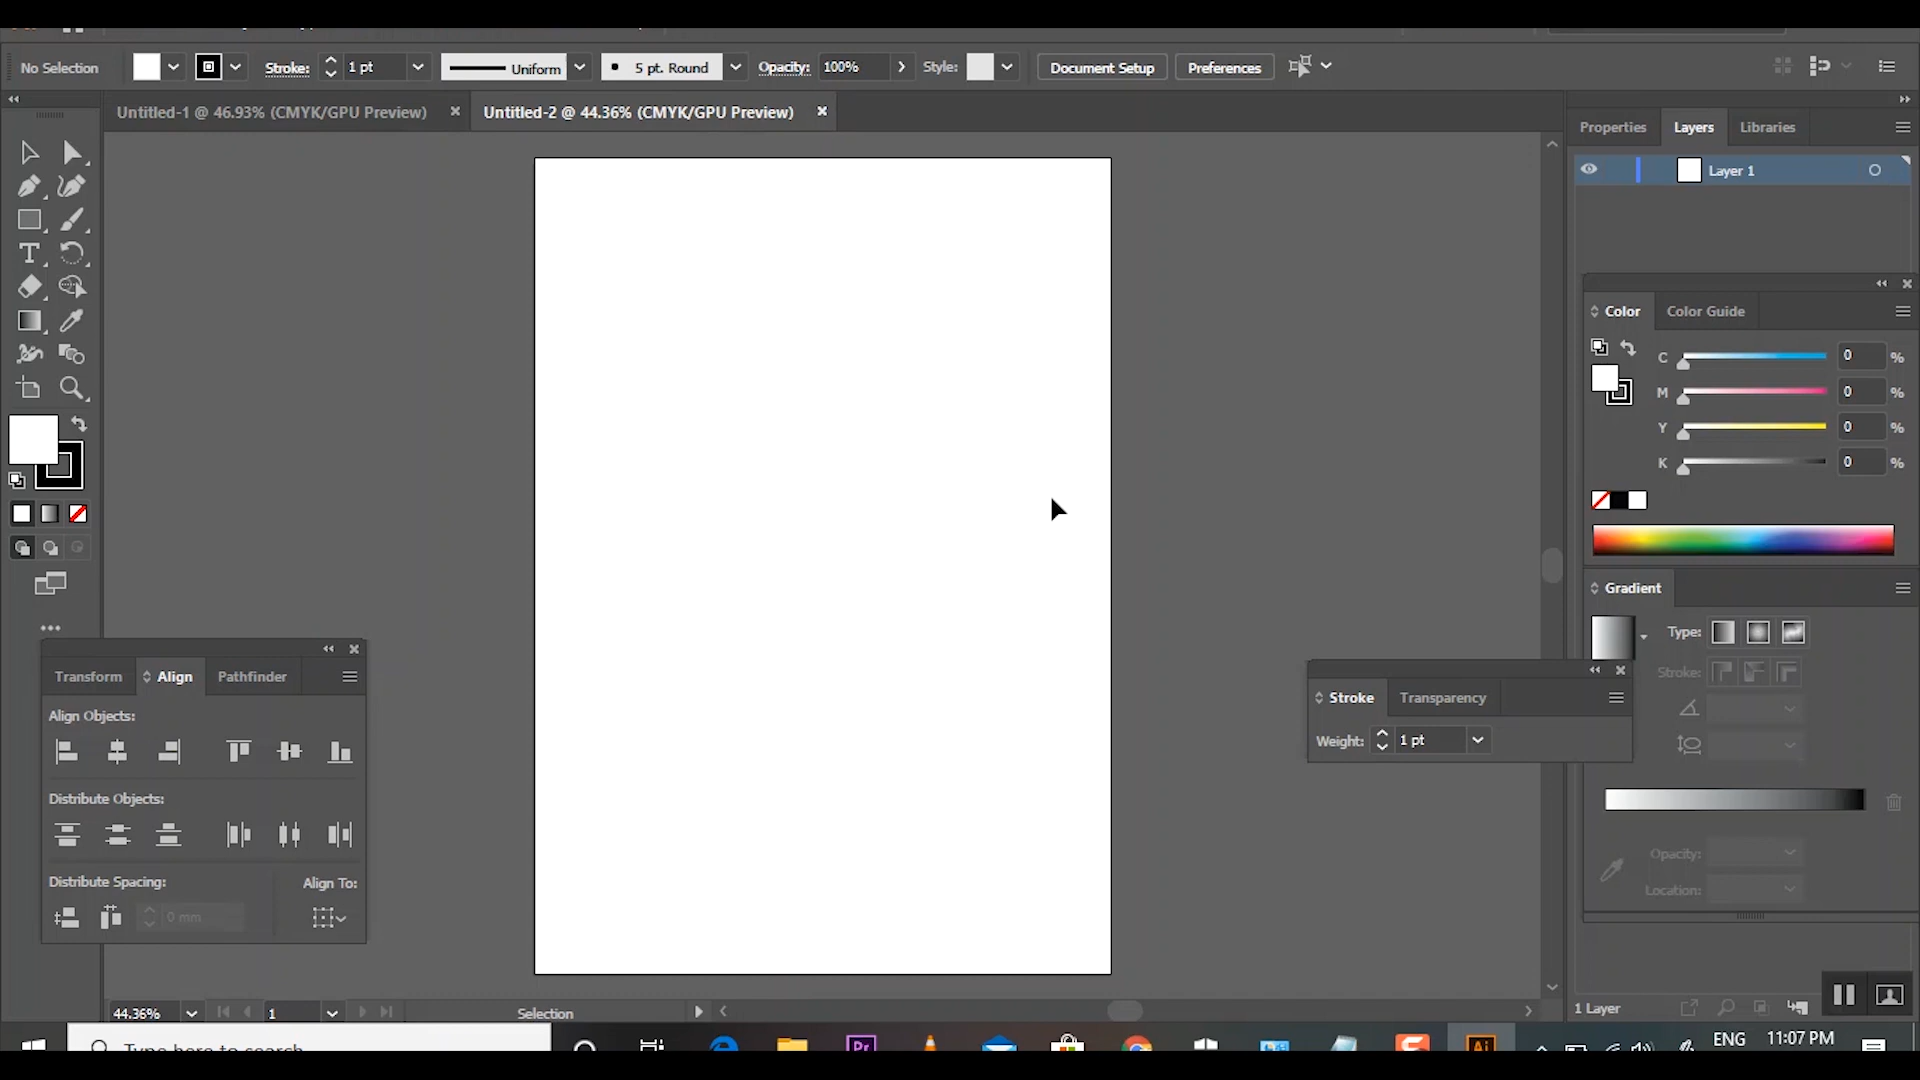 No Selection
Stroke:
1 pt
Uniform
5 pt. Round
Opacity:
100%
Style:
Document Setup
Preferences
Untitled-1 @ 46.93% (CMYK/GPU Preview)
Untitled-2 @ 44.36% (CMYK/GPU Preview)
Properties
Layers
Libraries
Layer 1
Color
Color Guide
C
0
%
M
0
%
Y
0
%
K
0
%
Gradient
Type:
Stroke:
Opacity:
Location:
Transform
Align
Pathfinder
Align Objects:
Distribute Objects:
Distribute Spacing:
Align To:
0 mm
Stroke
Transparency
Weight:
1 pt
44.36%
1
Selection
1 Layer
Type here to search
Pr
Ai
ENG
11:07 PM